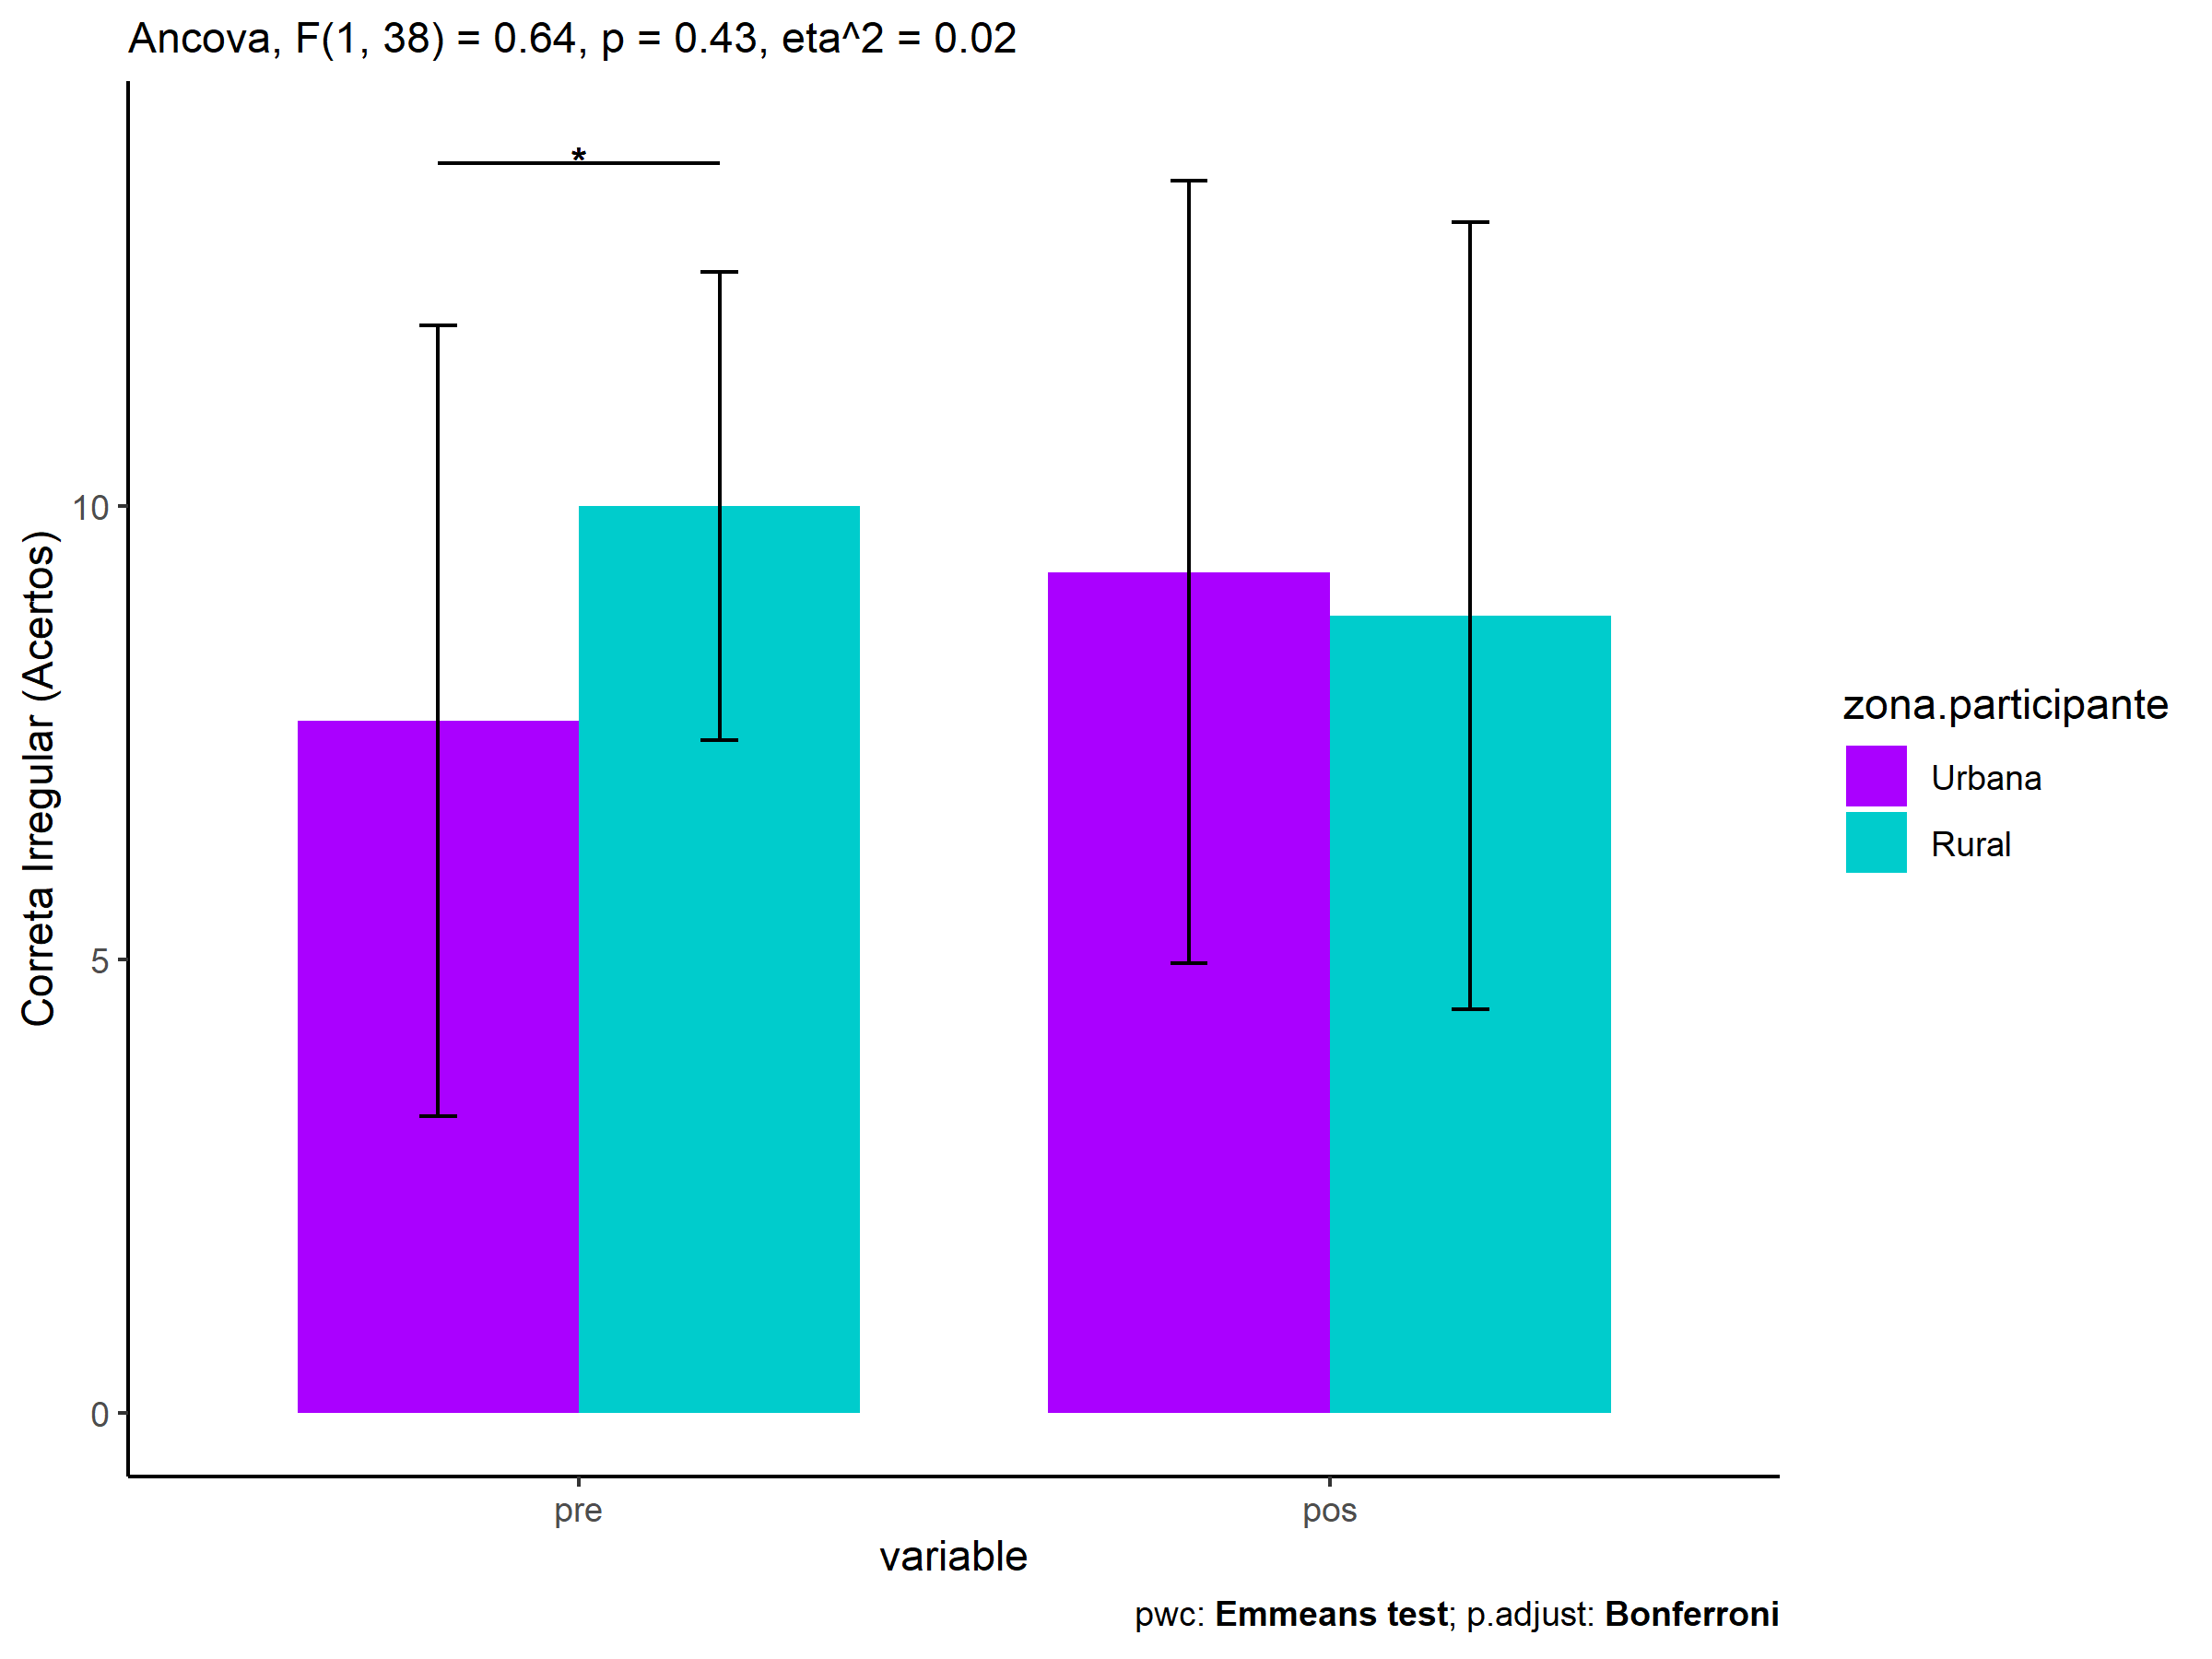 Ancova, F(1, 38) = 0.64, p = 0.43, eta^2 = 0.02
*
10
5
0
Correta Irregular (Acertos)
pre
pos
variable
zona.participante
Urbana
Rural
pwc: Emmeans test; p.adjust: Bonferroni